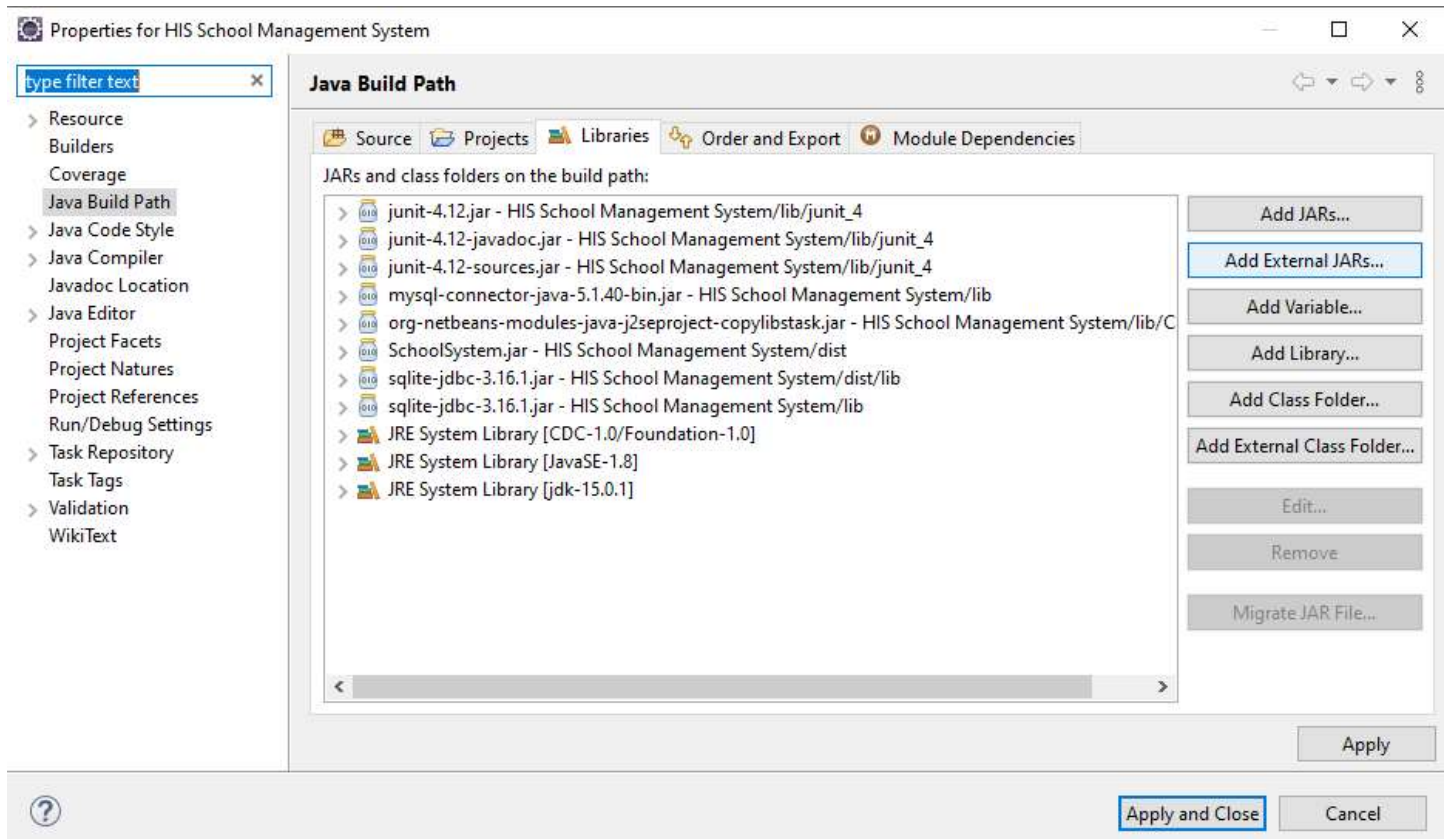 Properties for HIS School Management System
type filter text
Resource
Builders
Coverage
Java Build Path
Java Code Style
Java Compiler
Javadoc Location
Java Editor
Project Facets
Project Natures
Project References
Run/Debug Settings
Task Repository
Task Tags
Validation
WikiText
Java Build Path
Source Projects Libraries Order and Export Module Dependencies
JARs and class folders on the build path:
junit-4.12.jar - HIS School Management System/lib/junit_4
junit-4.12-javadoc.jar - HIS School Management System/lib/junit_4
junit-4.12-sources.jar - HIS School Management System/lib/junit_4
mysql-connector-java-5.1.40-bin.jar - HIS School Management System/lib
org-netbeans-modules-java-j2seproject-copylibstask.jar - HIS School Management System/lib/C
SchoolSystem.jar - HIS School Management System/dist
sqlite-jdbc-3.16.1.jar - HIS School Management System/dist/lib
sqlite-jdbc-3.16.1.jar - HIS School Management System/lib
JRE System Library [CDC-1.0/Foundation-1.0]
JRE System Library [JavaSE-1.8]
JRE System Library [jdk-15.0.1]
Add JARs...
Add External JARs...
Add Variable...
Add Library...
Add Class Folder...
Add External Class Folder...
Edit...
Remove
Migrate JAR File...
Apply
Apply and Close Cancel